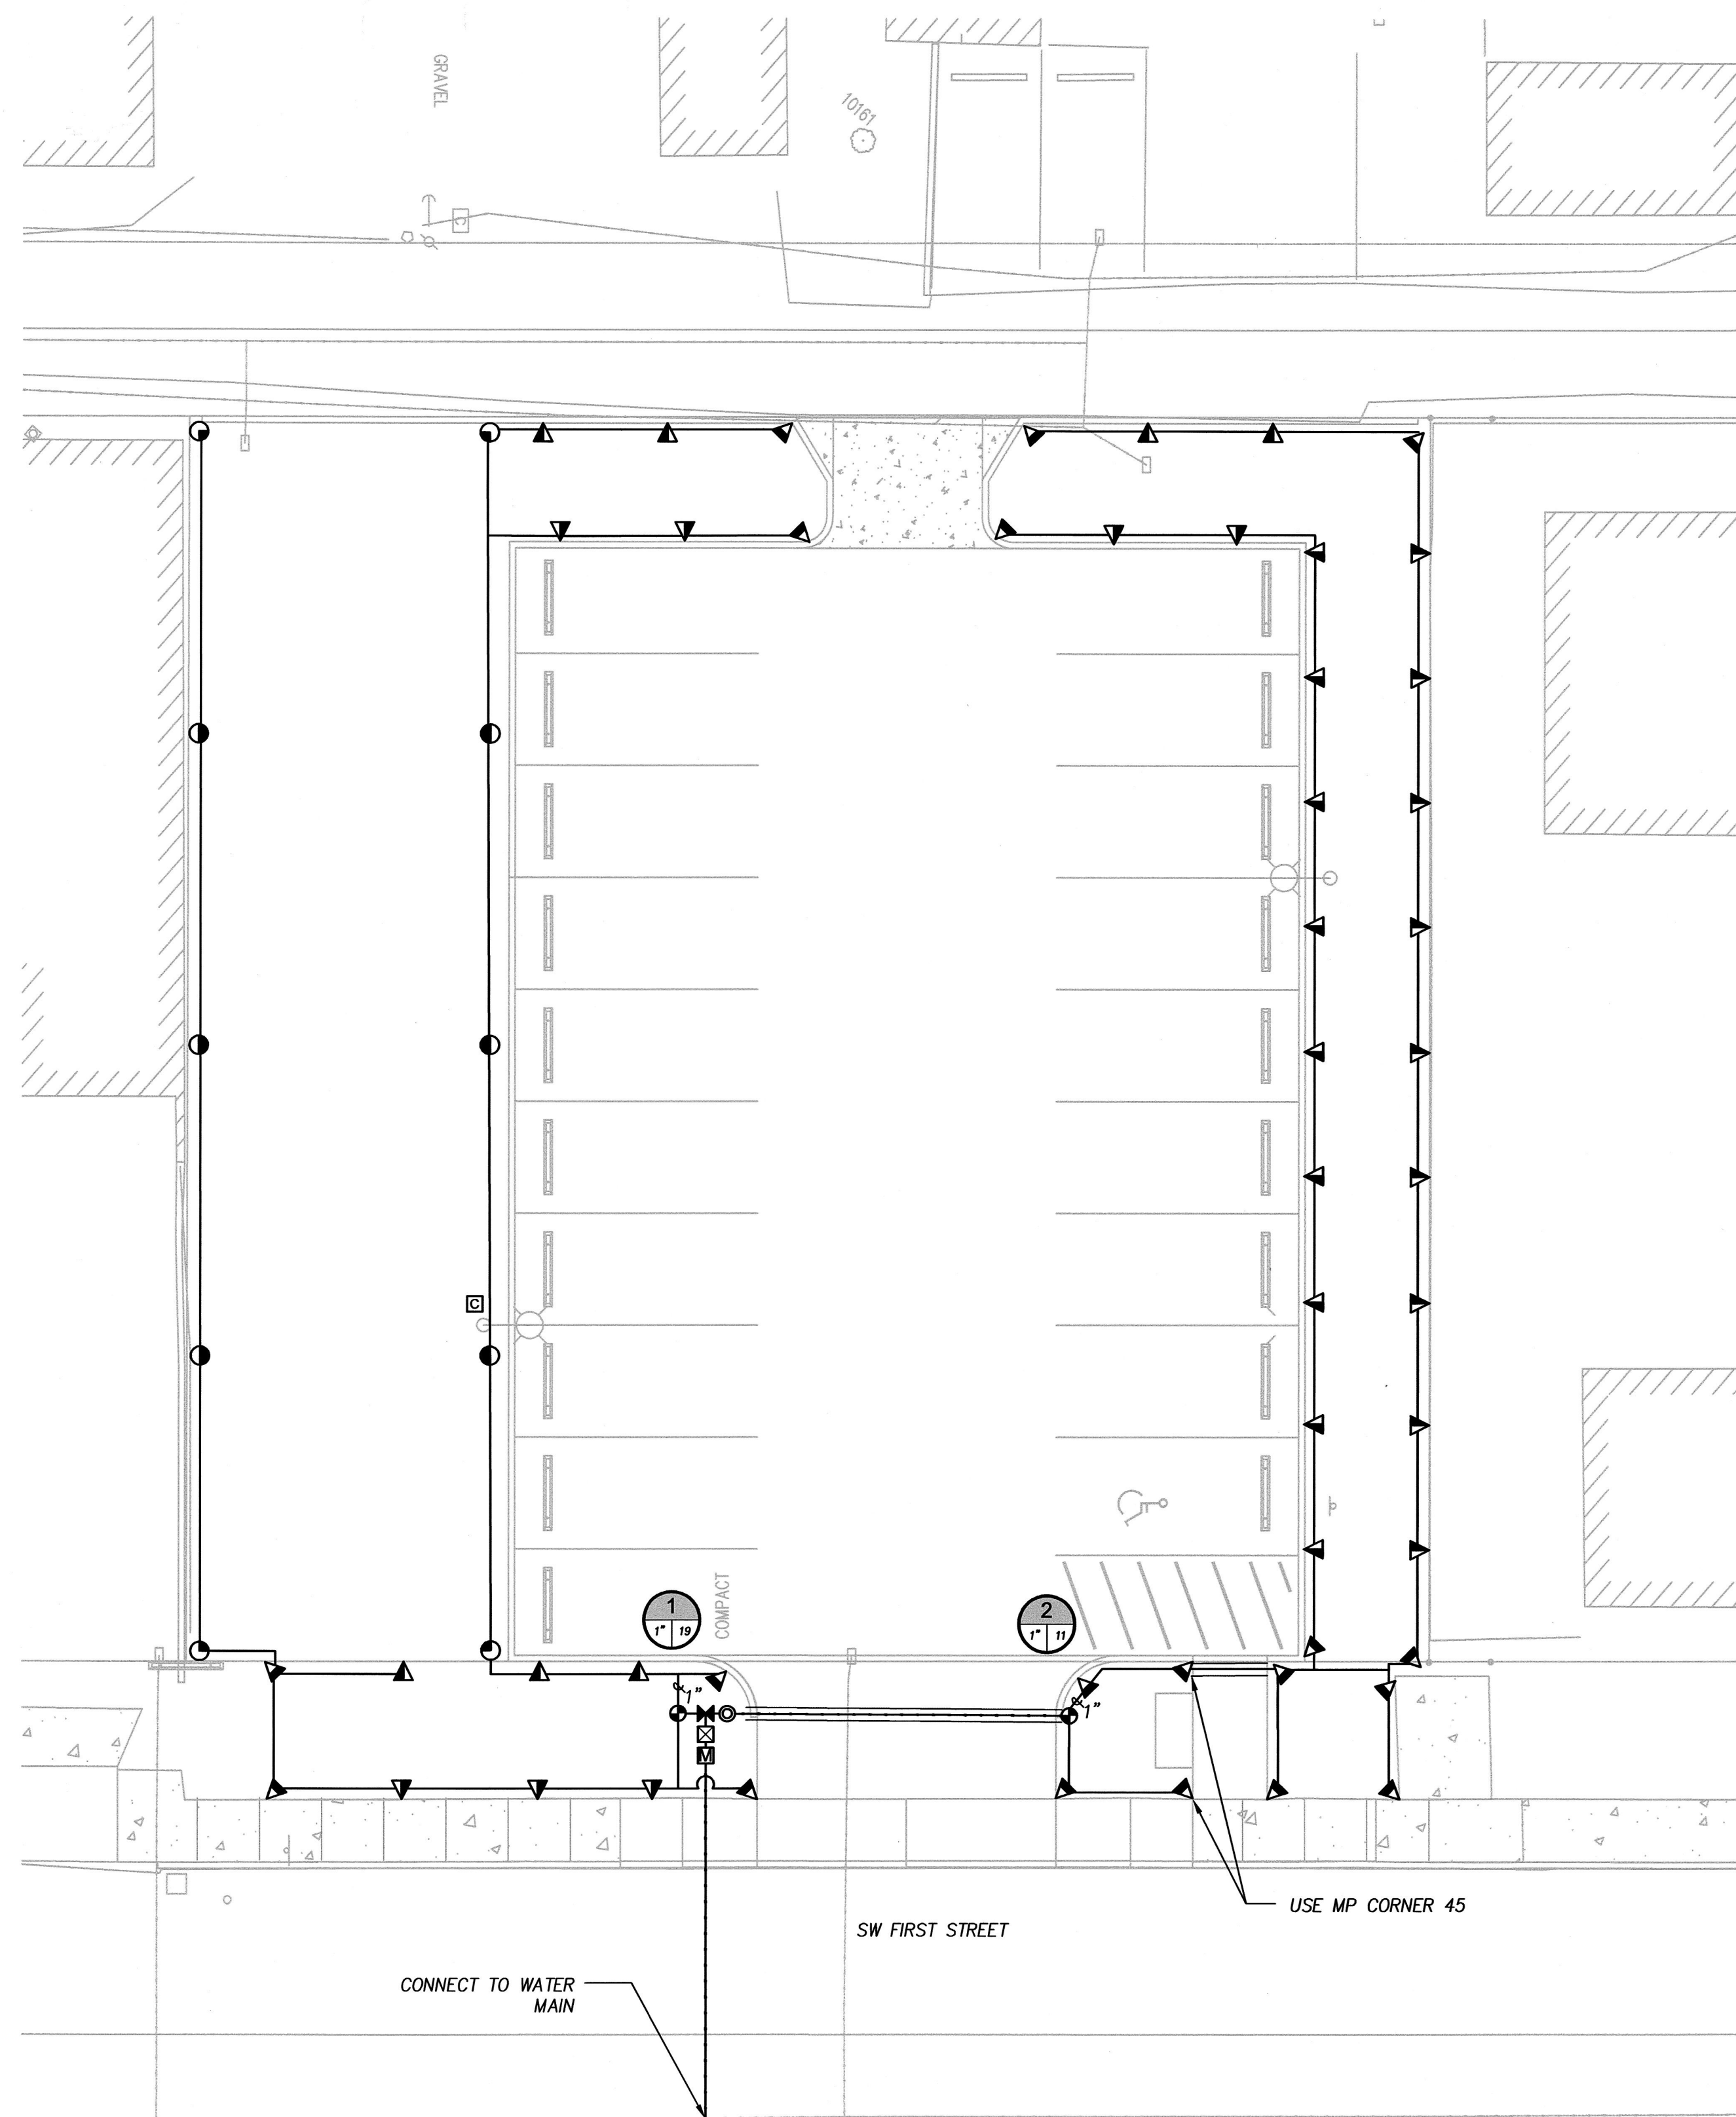 GRAVEL
10161
C
C
COMPACT
1
1" 19
2
1" 11
1"
1"
M
USE MP CORNER 45
SW FIRST STREET
CONNECT TO WATER
MAIN